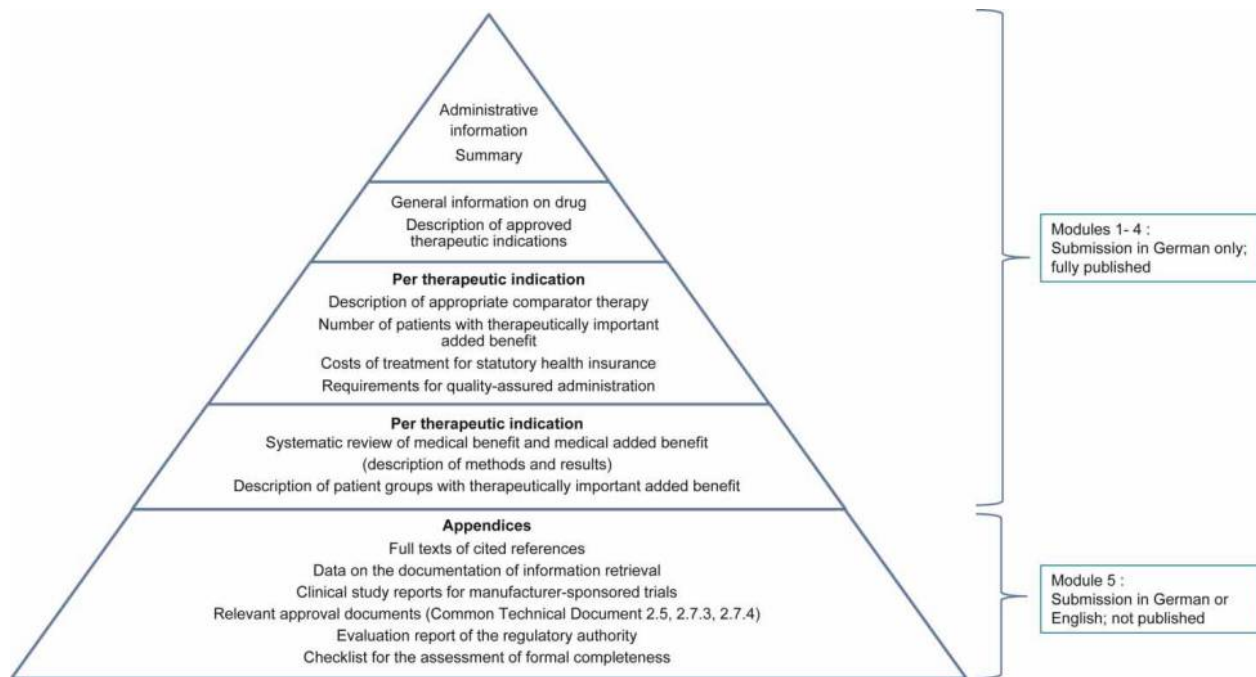 Administrative
information
Summary
General information on drug
Description of approved
therapeutic indications
Per therapeutic indication
Description of appropriate comparator therapy
Number of patients with therapeutically important
added benefit
Costs of treatment for statutory health insurance
Requirements for quality-assured administration
Per therapeutic indication
Systematic review of medical benefit and medical added benefit
(description of methods and results)
Description of patient groups with therapeutically important added benefit
Appendices
Full texts of cited references
Data on the documentation of information retrieval
Clinical study reports for manufacturer-sponsored trials
Relevant approval documents (Common Technical Document 2.5, 2.7.3, 2.7.4)
Evaluation report of the regulatory authority
Checklist for the assessment of formal completeness
Modules 1- 4 :
Submission in German only;
fully published
Module 5 :
Submission in German or
English; not published